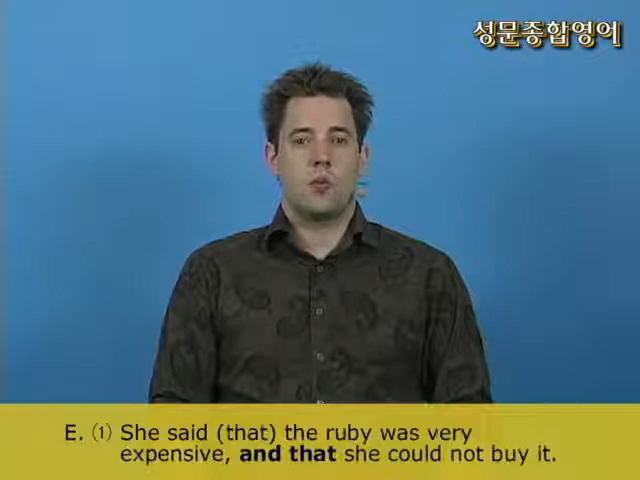 성문종합영어
E. ⑴ She said (that) the ruby was very
expensive, and that she could not buy it.